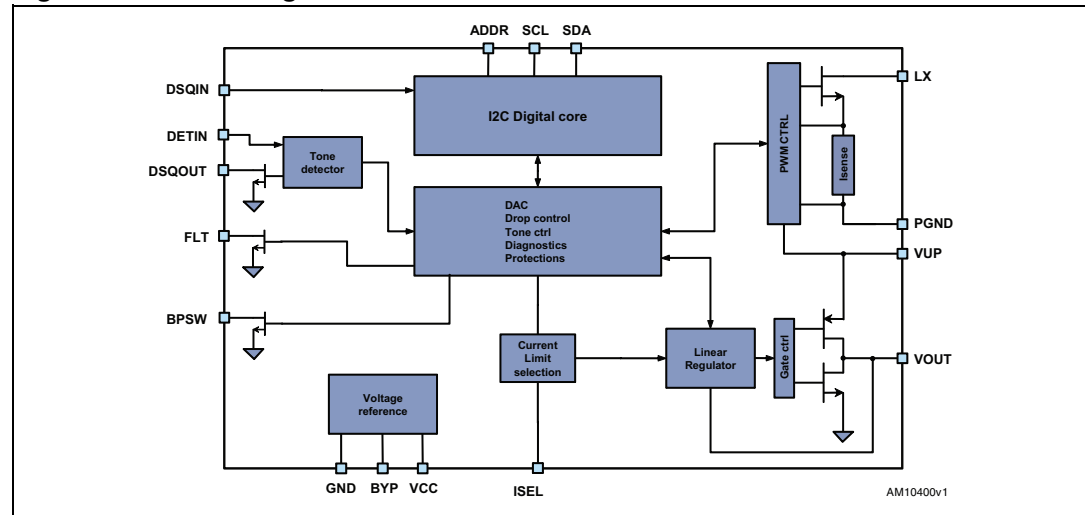 ADDR SCL SDA
DSQIN
I2C Digital core
LX
DETIN
Tone
detector
DSQOUT
PWM CTRL
Isense
DAC
Drop control
Tone ctrl
Diagnostics
Protections
PGND
FLT
VUP
BPSW
Current
Limit
selection
Linear
Regulator
Gate ctrl
VOUT
Voltage
reference
GND BYP VCC
ISEL
AM10400v1